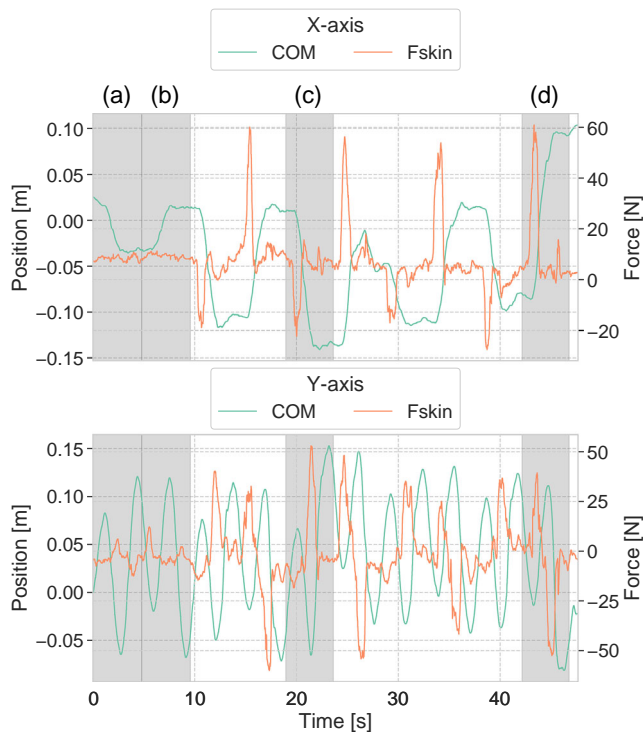 X-axis
COM Fskin
(a) (b) (c) (d)
0.10
0.05
0.00
−0.05
−0.10
−0.15
Position [m]
60
40
20
0
−20
Force [N]
Y-axis
COM Fskin
0.15
0.10
0.05
0.00
−0.05
Position [m]
50
25
0
−25
−50
Force [N]
0 10 20 30 40
Time [s]